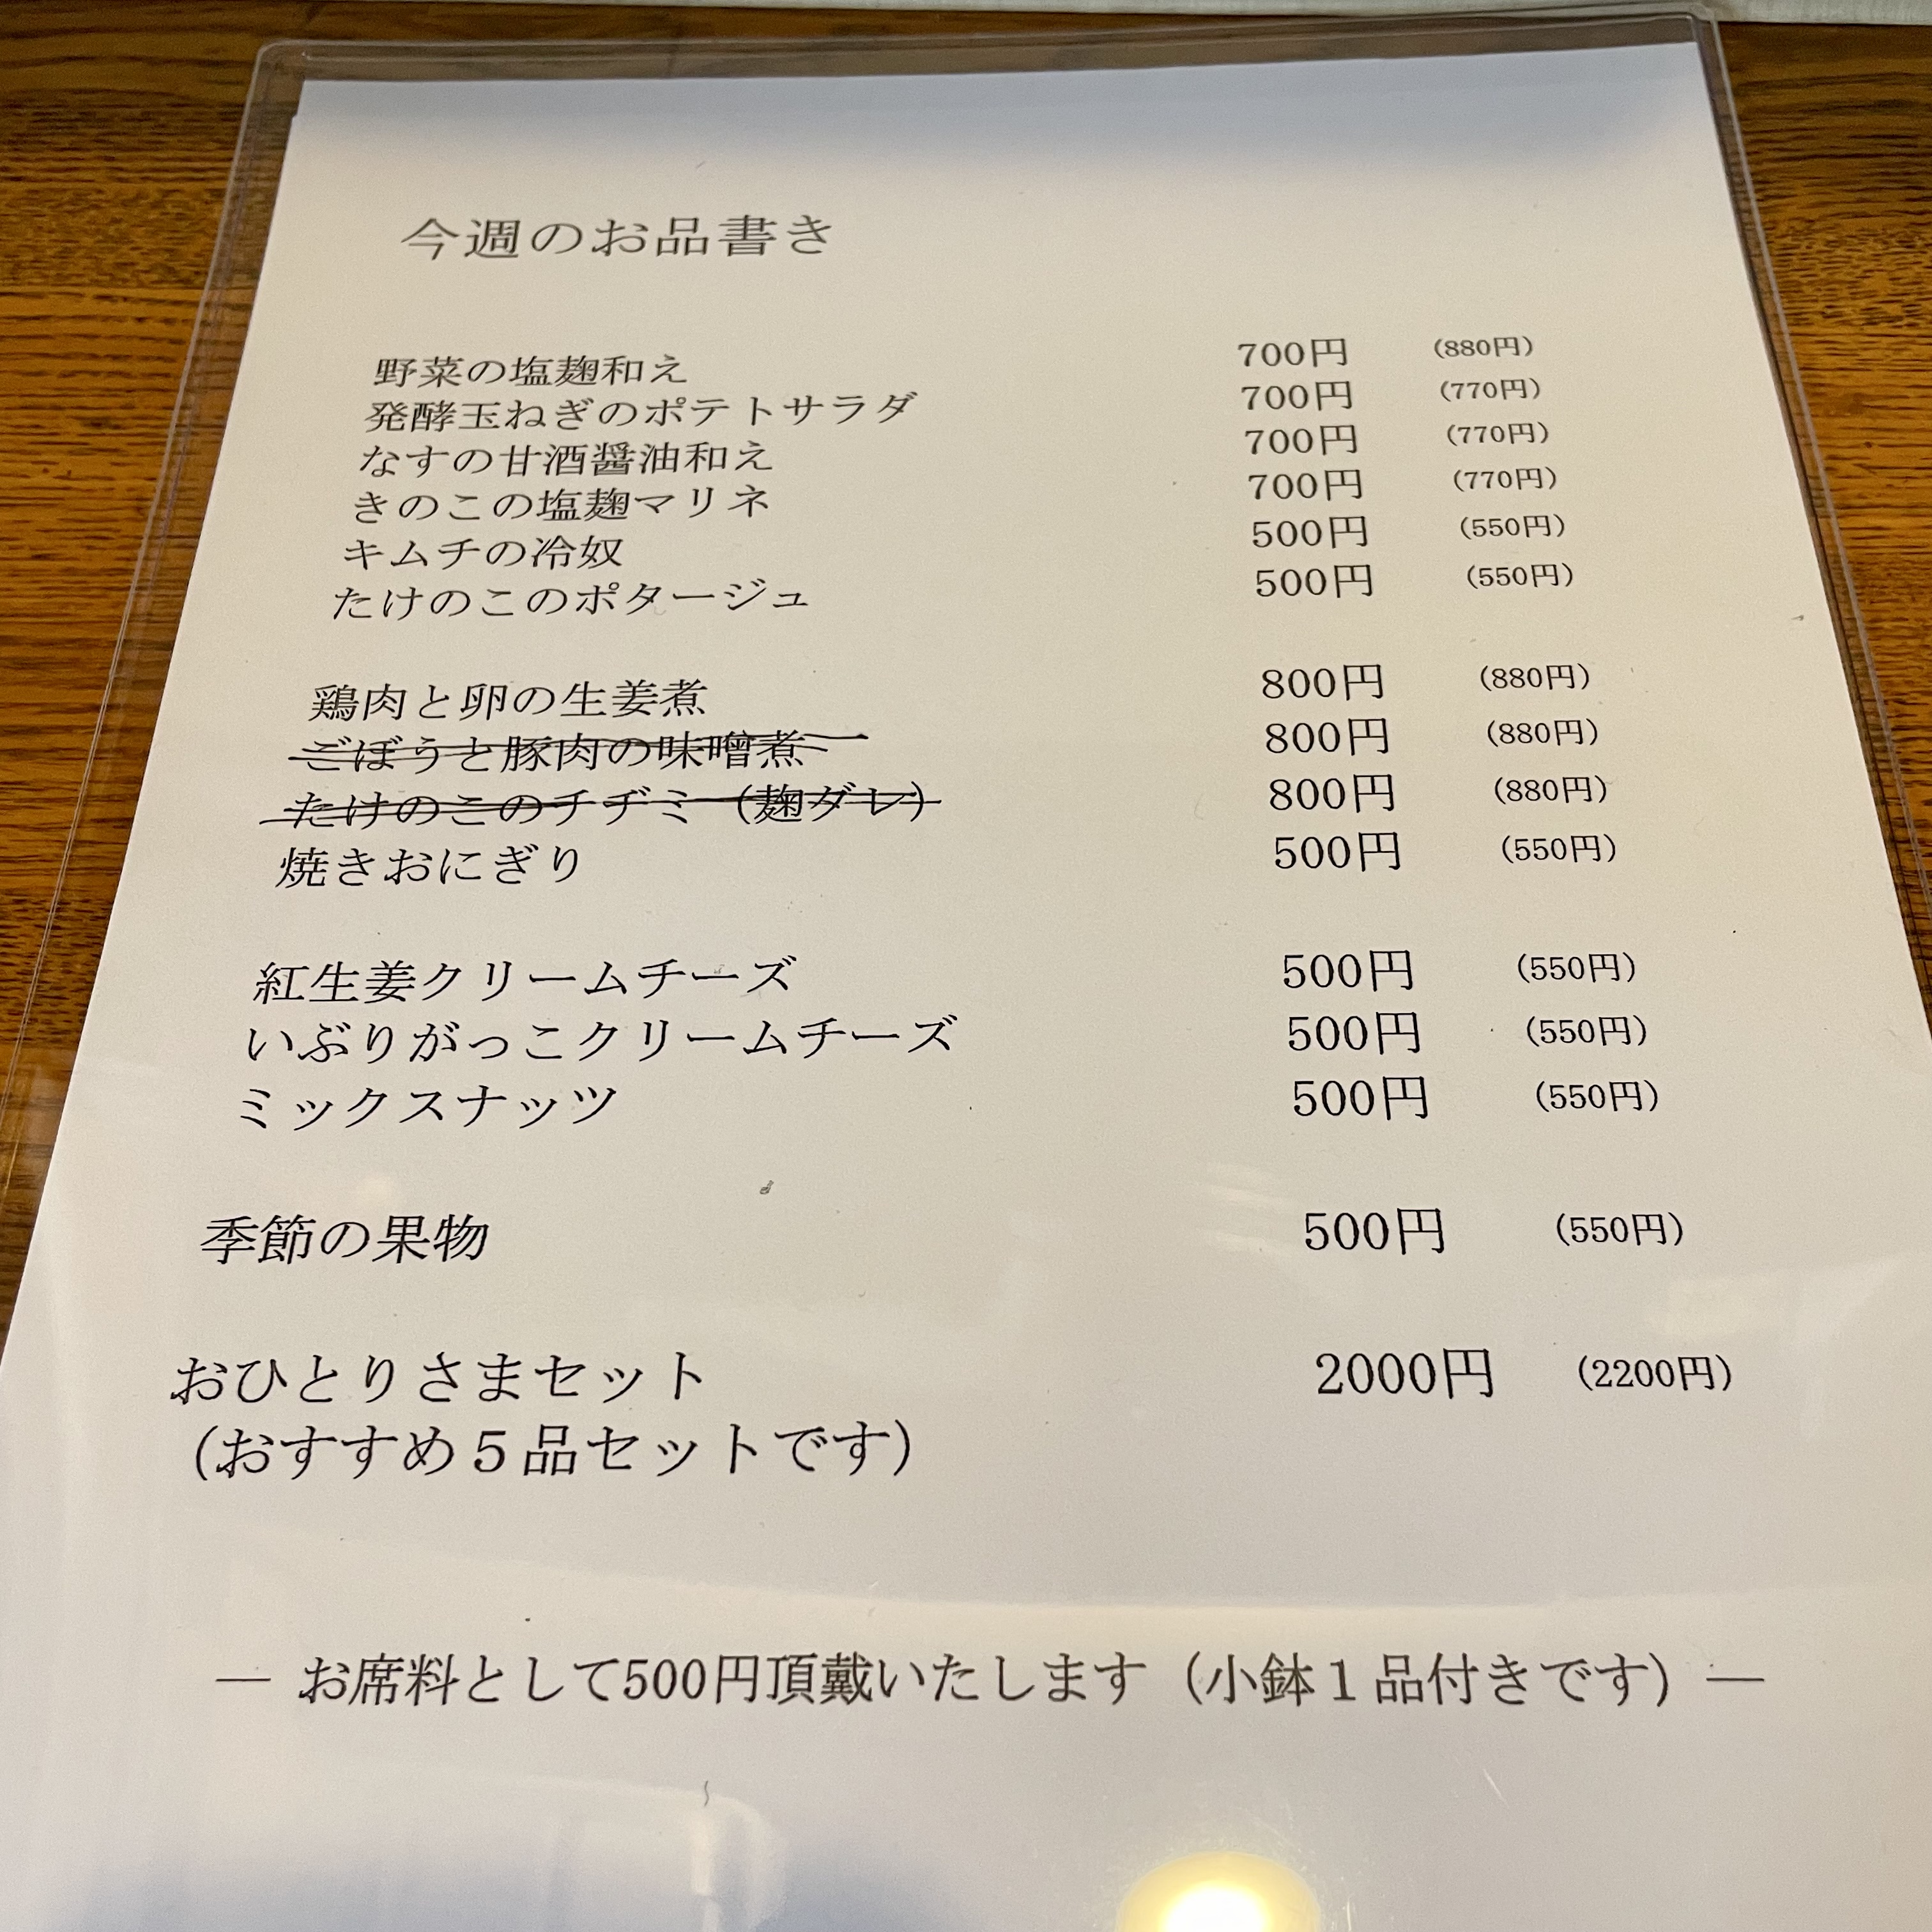 今週のお品書き
野菜の塩麹和え 700円 (880円)
発酵玉ねぎのポテトサラダ 700円 (770円)
なすの甘酒醤油和え 700円 (770円)
きのこの塩麹マリネ 700円 (770円)
キムチの冷奴 500円 (550円)
たけのこのポタージュ 500円 (550円)
鶏肉と卵の生姜煮 800円 (880円)
ごぼうと豚肉の味噌煮 800円 (880円)
たけのこのチヂミ(麹ダレ) 800円 (880円)
焼きおにぎり 500円 (550円)
紅生姜クリームチーズ 500円 (550円)
いぶりがっこクリームチーズ 500円 (550円)
ミックスナッツ 500円 (550円)
季節の果物 500円 (550円)
おひとりさまセット 2000円 (2200円)
(おすすめ5品セットです)
― お席料として500円頂戴いたします(小鉢1品付きです)―